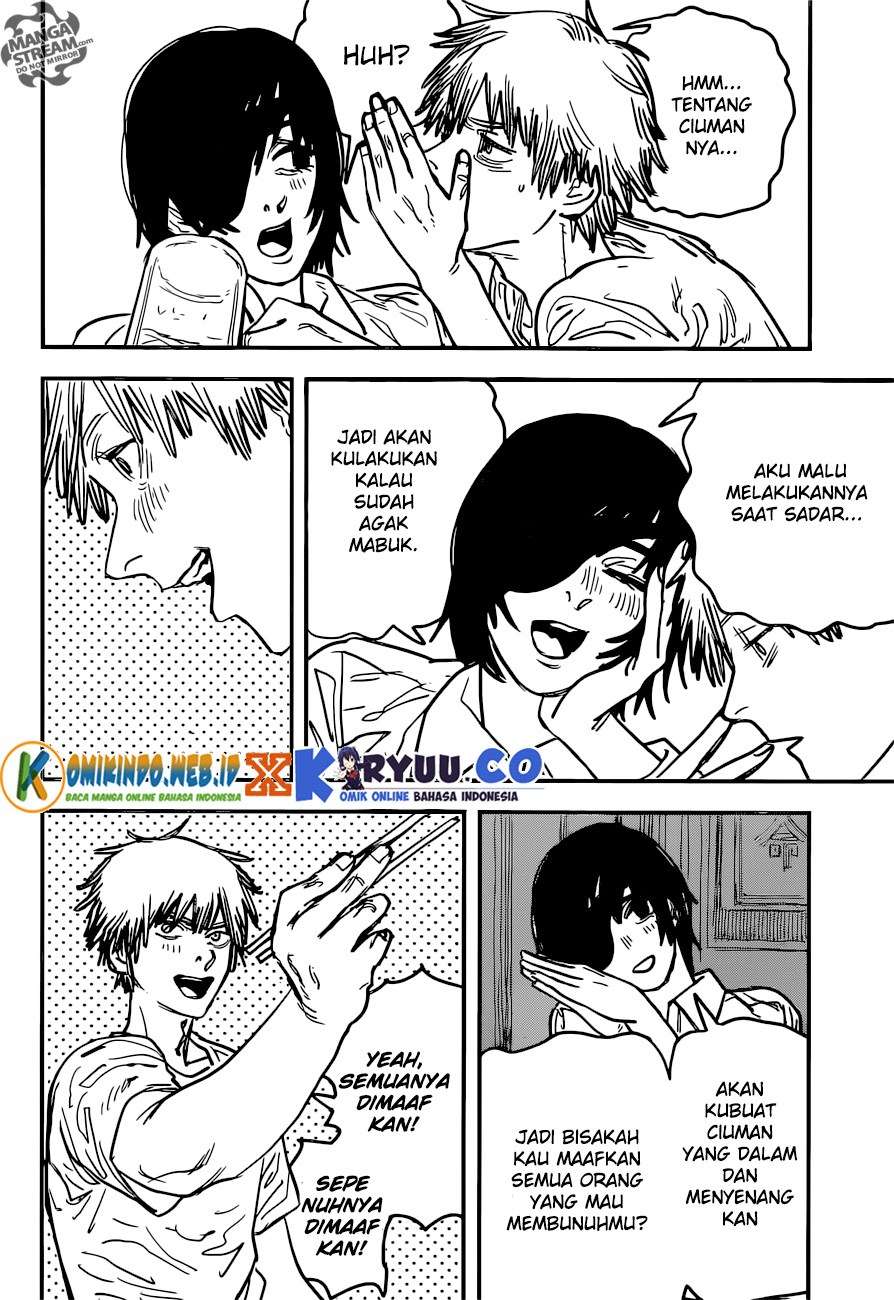 MANGA
STREAM.com
DO NOT MIRROR
HMM...
TENTANG
CIUMAN
NYA...
HUH?
AKU MALU
MELAKUKANNYA
SAAT SADAR...
JADI AKAN
KULAKUKAN
KALAU
SUDAH
AGAK
MABUK.
KOMIKINDO.WEB.ID X KIRYUU.CO
BACA MANGA ONLINE BAHASA INDONESIA
OMIK ONLINE BAHASA INDONESIA
AKAN
KUBUAT
CIUMAN
YANG DALAM
DAN
MENYENANG
KAN
JADI BISAKAH
KAU MAAFKAN
SEMUA ORANG
YANG MAU
MEMBUNUHMU?
YEAH,
SEMUANYA
DIMAAF
KAN!
SEPE
NUHNYA
DIMAAF
KAN!